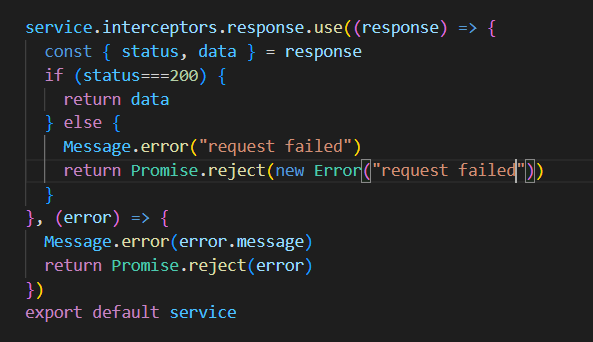 service.interceptors.response.use((response) => {
  const { status, data } = response
  if (status===200) {
    return data
  } else {
    Message.error("request failed")
    return Promise.reject(new Error("request failed"))
  }
}, (error) => {
  Message.error(error.message)
  return Promise.reject(error)
})
export default service